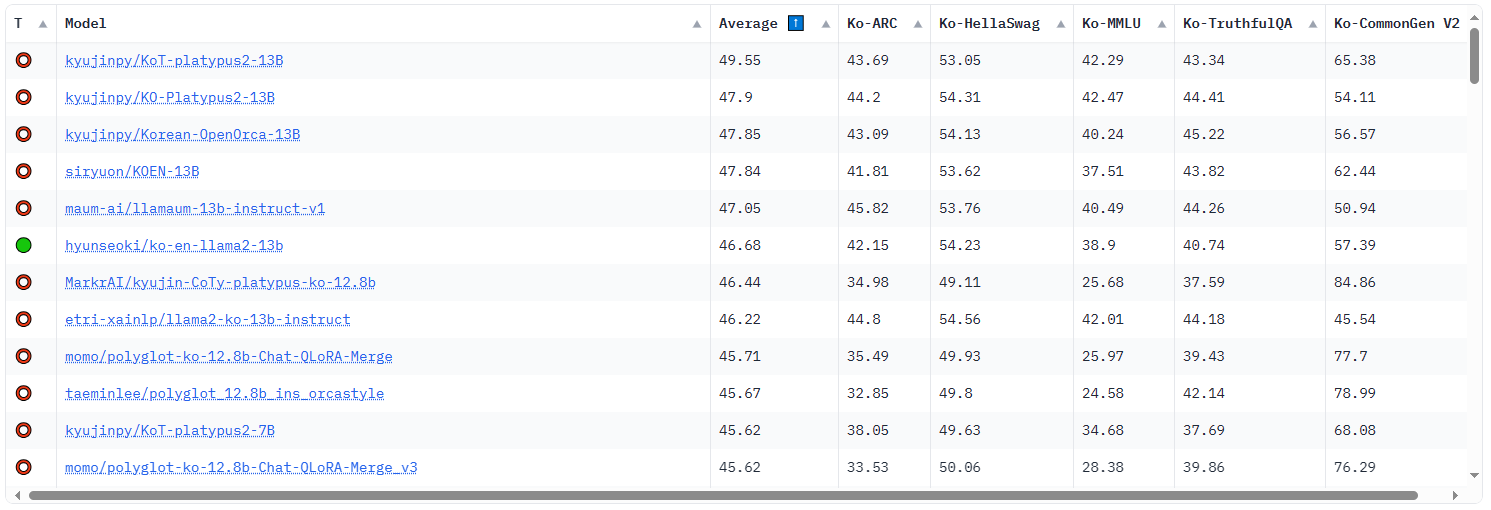 T Model Average ⬆️ Ko-ARC Ko-HellaSwag Ko-MMLU Ko-TruthfulQA Ko-CommonGen V2
kyujinpy/KoT-platypus2-13B 49.55 43.69 53.05 42.29 43.34 65.38
kyujinpy/KO-Platypus2-13B 47.9 44.2 54.31 42.47 44.41 54.11
kyujinpy/Korean-OpenOrca-13B 47.85 43.09 54.13 40.24 45.22 56.57
siryuon/KOEN-13B 47.84 41.81 53.62 37.51 43.82 62.44
maum-ai/llamaum-13b-instruct-v1 47.05 45.82 53.76 40.49 44.26 50.94
hyunseoki/ko-en-llama2-13b 46.68 42.15 54.23 38.9 40.74 57.39
MarkrAI/kyujin-CoTy-platypus-ko-12.8b 46.44 34.98 49.11 25.68 37.59 84.86
etri-xainlp/llama2-ko-13b-instruct 46.22 44.8 54.56 42.01 44.18 45.54
momo/polyglot-ko-12.8b-Chat-QLoRA-Merge 45.71 35.49 49.93 25.97 39.43 77.7
taeminlee/polyglot_12.8b_ins_orcastyle 45.67 32.85 49.8 24.58 42.14 78.99
kyujinpy/KoT-platypus2-7B 45.62 38.05 49.63 34.68 37.69 68.08
momo/polyglot-ko-12.8b-Chat-QLoRA-Merge_v3 45.62 33.53 50.06 28.38 39.86 76.29